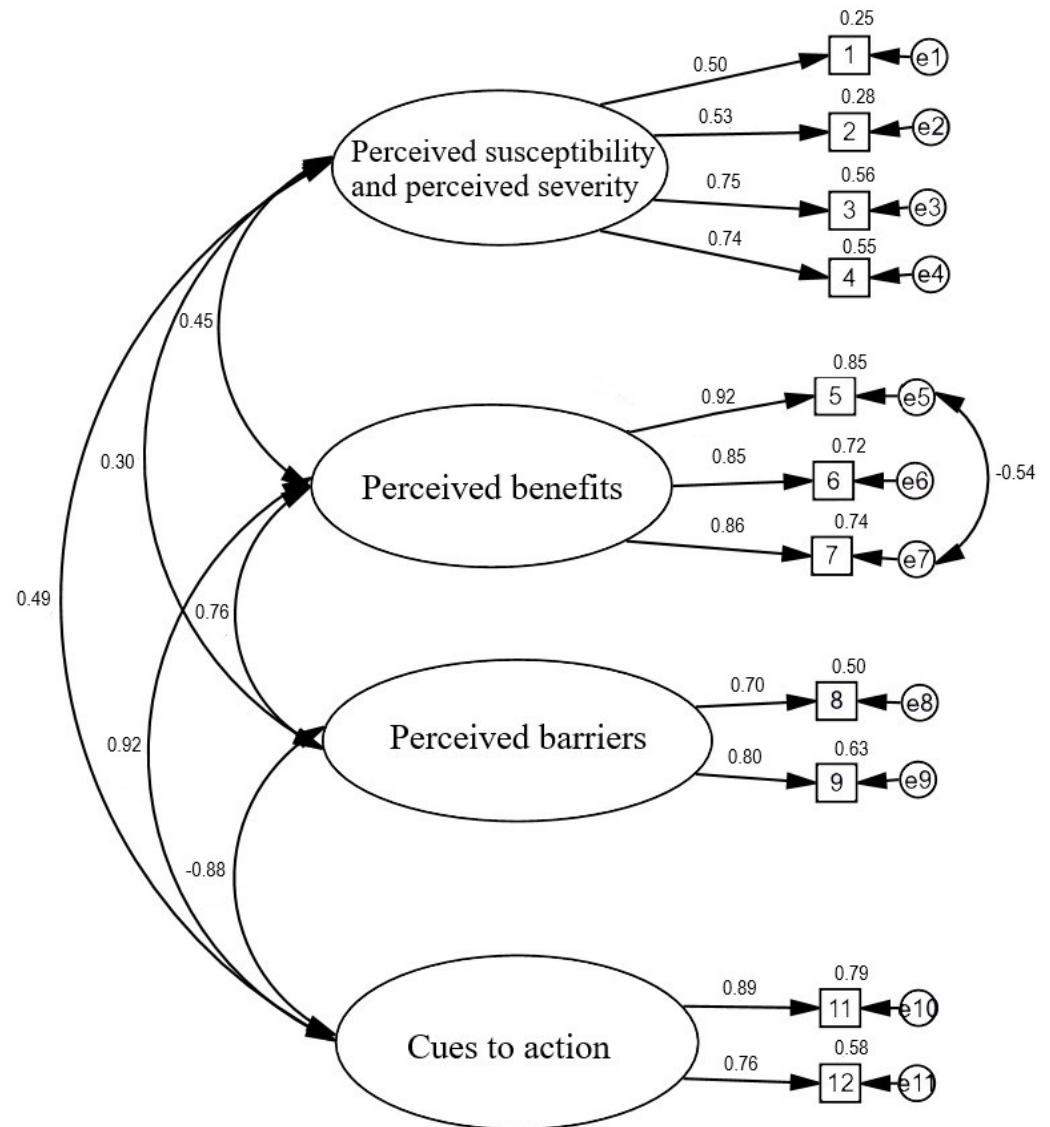 0.25
0.50
1
e1
0.28
0.53
2
e2
Perceived susceptibility
and perceived severity
0.56
0.75
3
e3
0.74
0.55
4
e4
0.45
0.85
0.92
5
e5
0.30
Perceived benefits
0.72
0.85
6
e6
-0.54
0.74
0.86
7
e7
0.49
0.76
0.50
0.70
8
e8
Perceived barriers
0.92
0.63
0.80
9
e9
-0.88
0.79
0.89
11
e10
Cues to action
0.58
0.76
12
e11